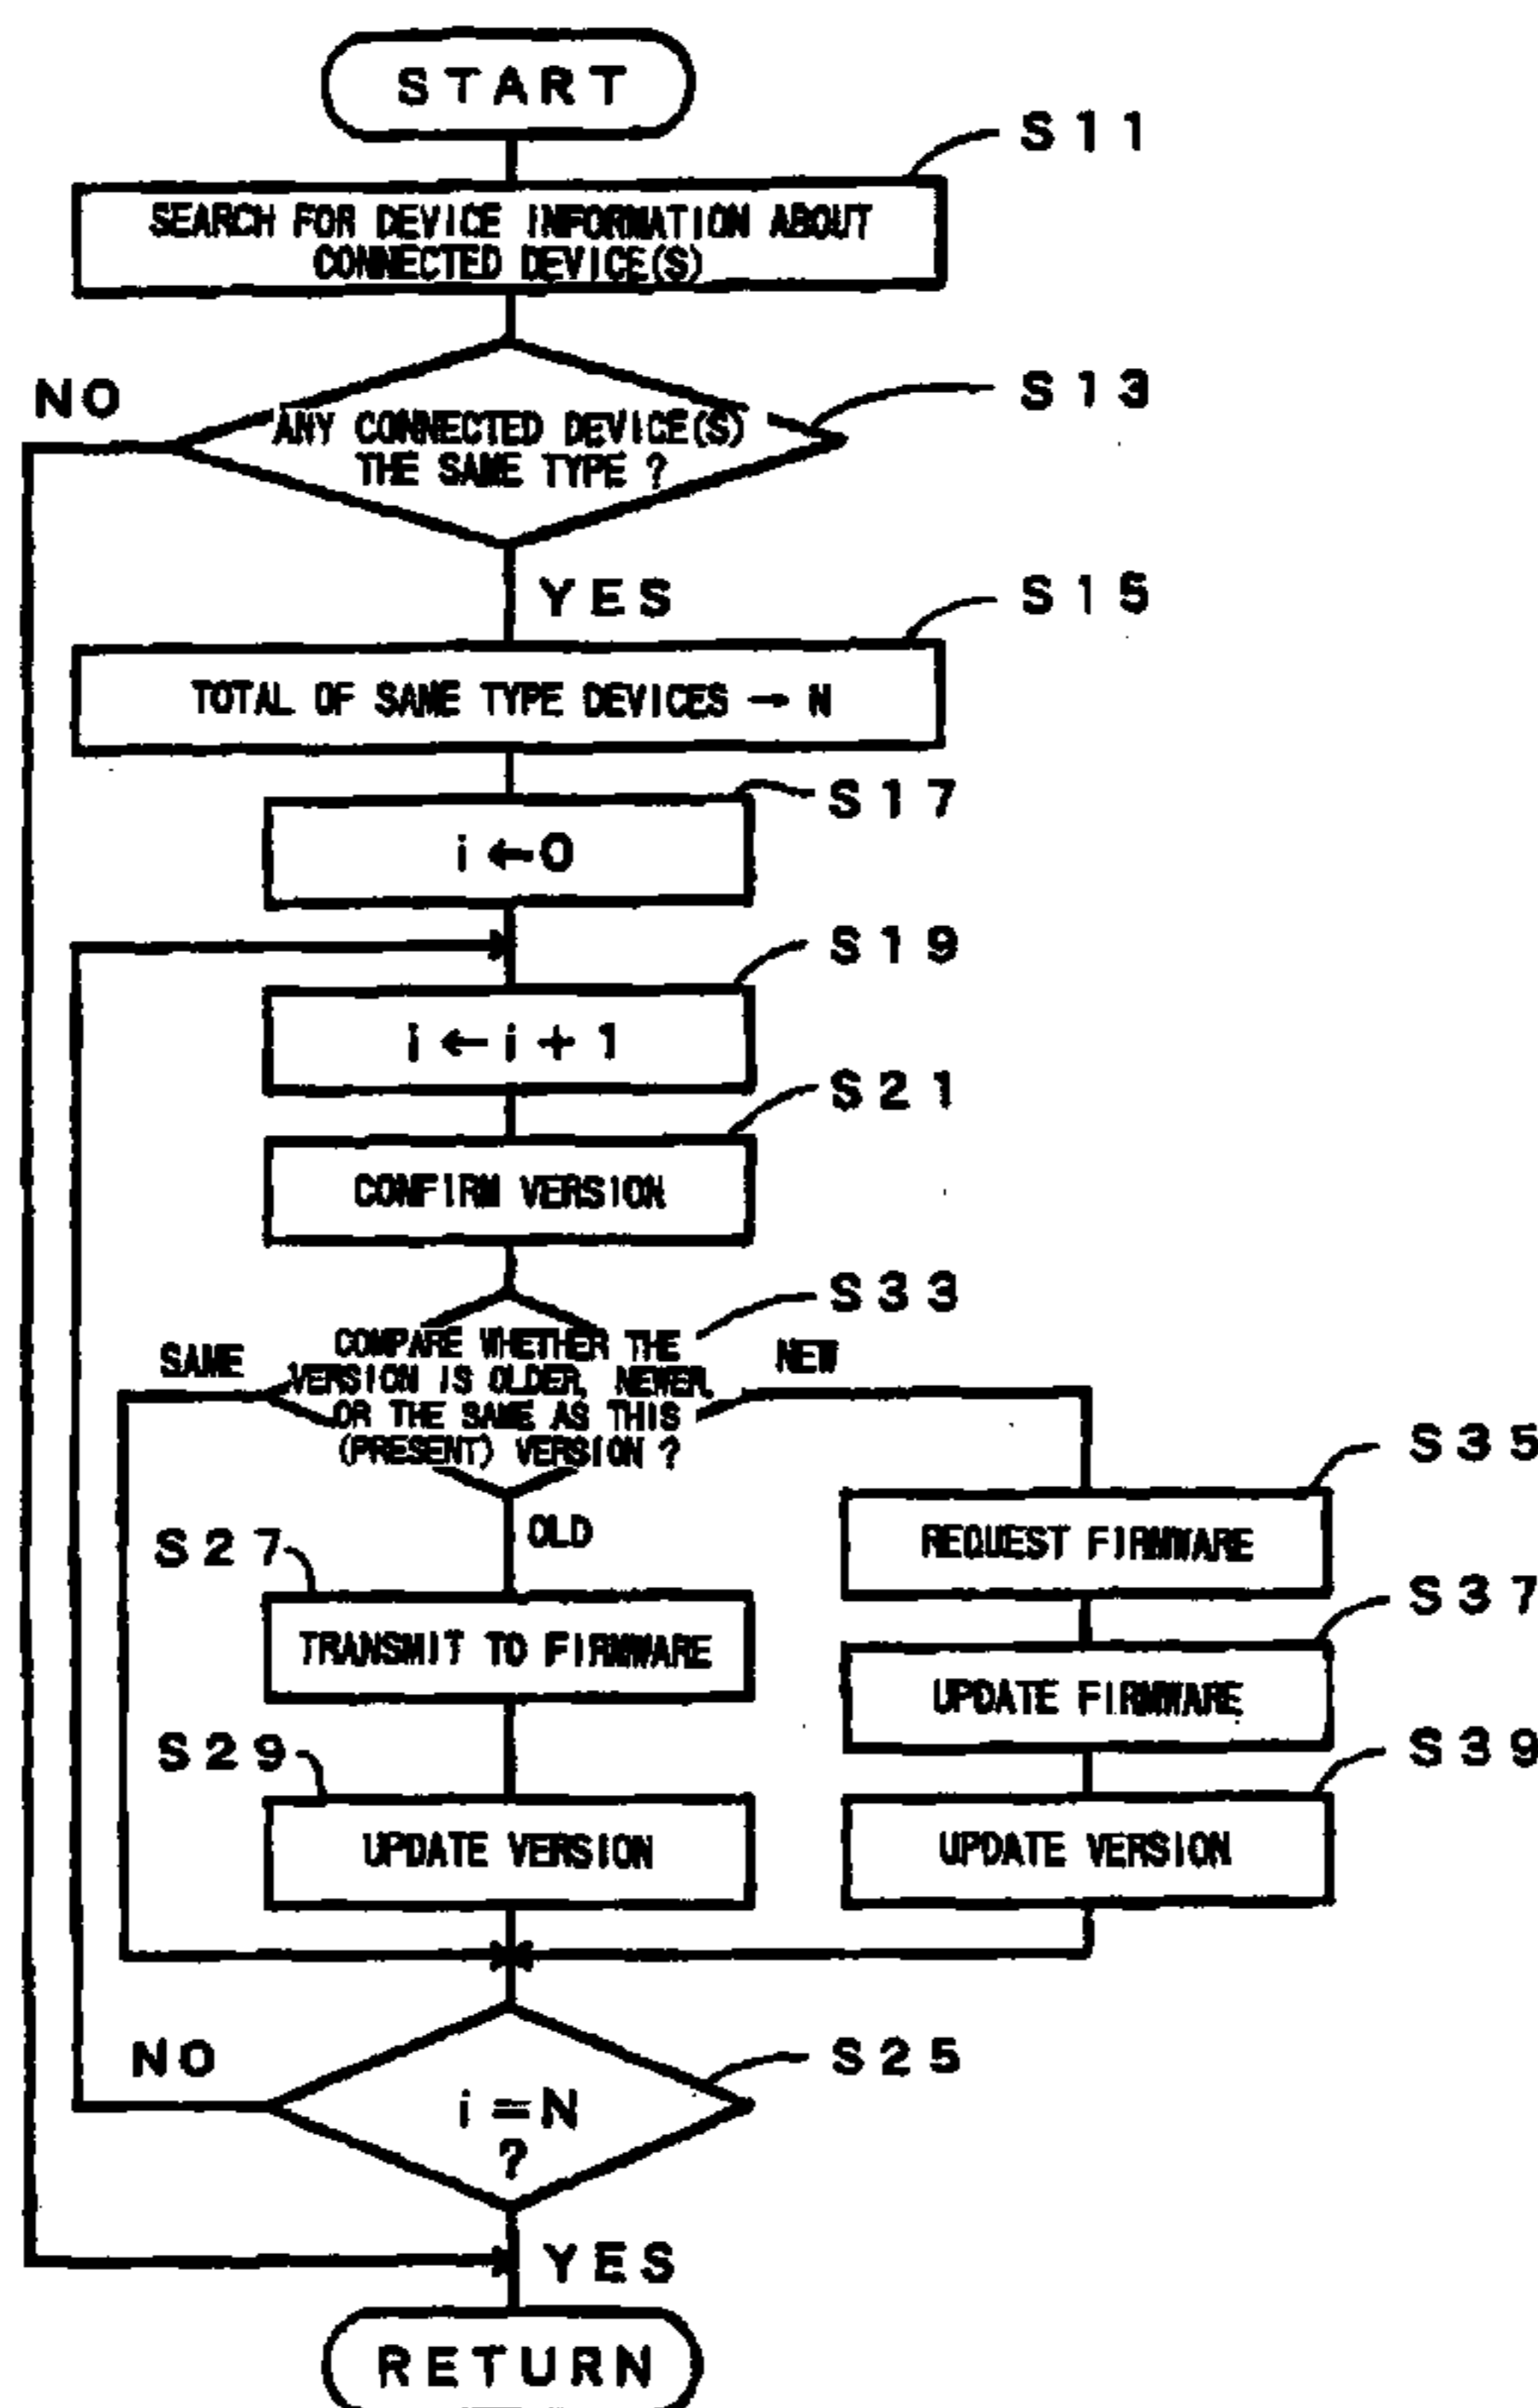 START
S11
SEARCH FOR DEVICE INFORMATION ABOUT
CONNECTED DEVICE(S)
NO
S13
ANY CONNECTED DEVICE(S)
THE SAME TYPE ?
YES
S15
TOTAL OF SAME TYPE DEVICES → N
S17
i ← 0
S19
i ← i + 1
S21
CONFIRM VERSION
S33
SAME
COMPARE WHETHER THE
VERSION IS OLDER, NEWER,
OR THE SAME AS THIS
(PRESENT) VERSION ?
NEW
S35
OLD
S27
REQUEST FIRMWARE
S37
TRANSMIT TO FIRMWARE
UPDATE FIRMWARE
S29
S39
UPDATE VERSION
UPDATE VERSION
NO
S25
i = N
?
YES
RETURN